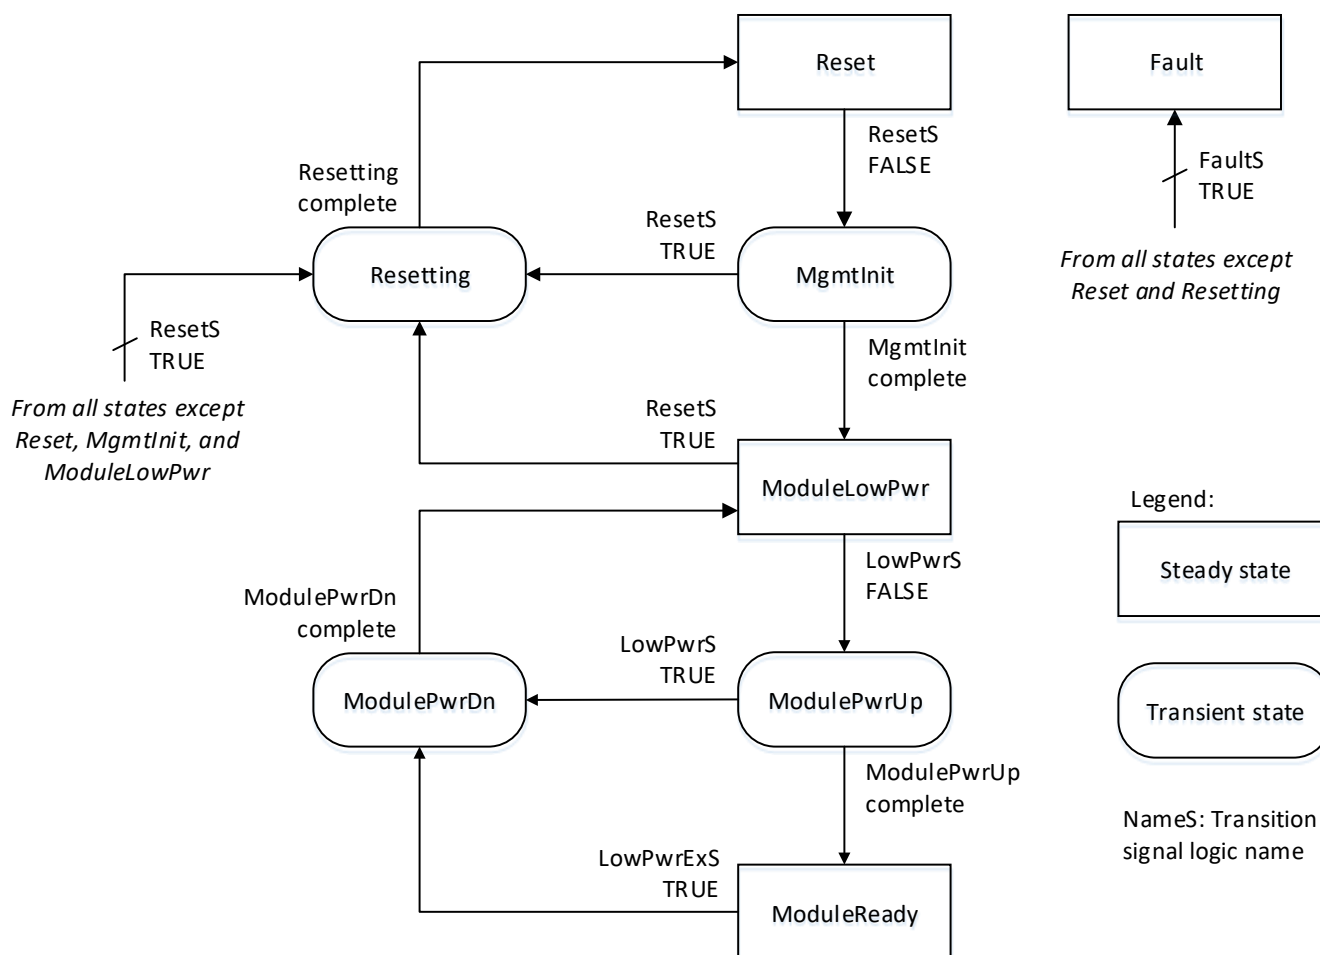 Reset
Fault
ResetS
FALSE
FaultS
TRUE
Resetting
complete
ResetS
TRUE
From all states except
Reset and Resetting
Resetting
MgmtInit
ResetS
TRUE
MgmtInit
complete
From all states except
Reset, MgmtInit, and
ModuleLowPwr
ResetS
TRUE
ModuleLowPwr
Legend:
Steady state
LowPwrS
FALSE
ModulePwrDn
complete
LowPwrS
TRUE
ModulePwrDn
ModulePwrUp
Transient state
ModulePwrUp
complete
NameS: Transition
signal logic name
LowPwrExS
TRUE
ModuleReady